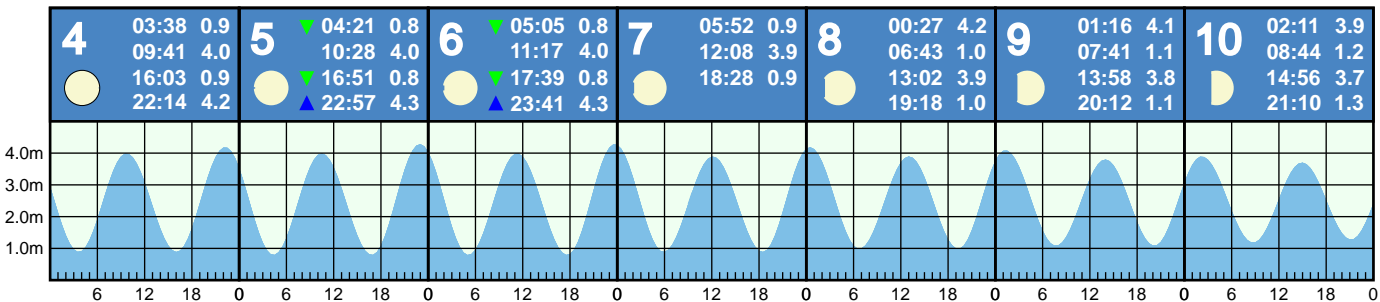 4
03:38 0.9
09:41 4.0
16:03 0.9
22:14 4.2
5
▼ 04:21 0.8
10:28 4.0
▼ 16:51 0.8
▲ 22:57 4.3
6
▼ 05:05 0.8
11:17 4.0
▼ 17:39 0.8
▲ 23:41 4.3
7
05:52 0.9
12:08 3.9
18:28 0.9
8
00:27 4.2
06:43 1.0
13:02 3.9
19:18 1.0
9
01:16 4.1
07:41 1.1
13:58 3.8
20:12 1.1
10
02:11 3.9
08:44 1.2
14:56 3.7
21:10 1.3
4.0m
3.0m
2.0m
1.0m
6 12 18 0 6 12 18 0 6 12 18 0 6 12 18 0 6 12 18 0 6 12 18 0 6 12 18 0